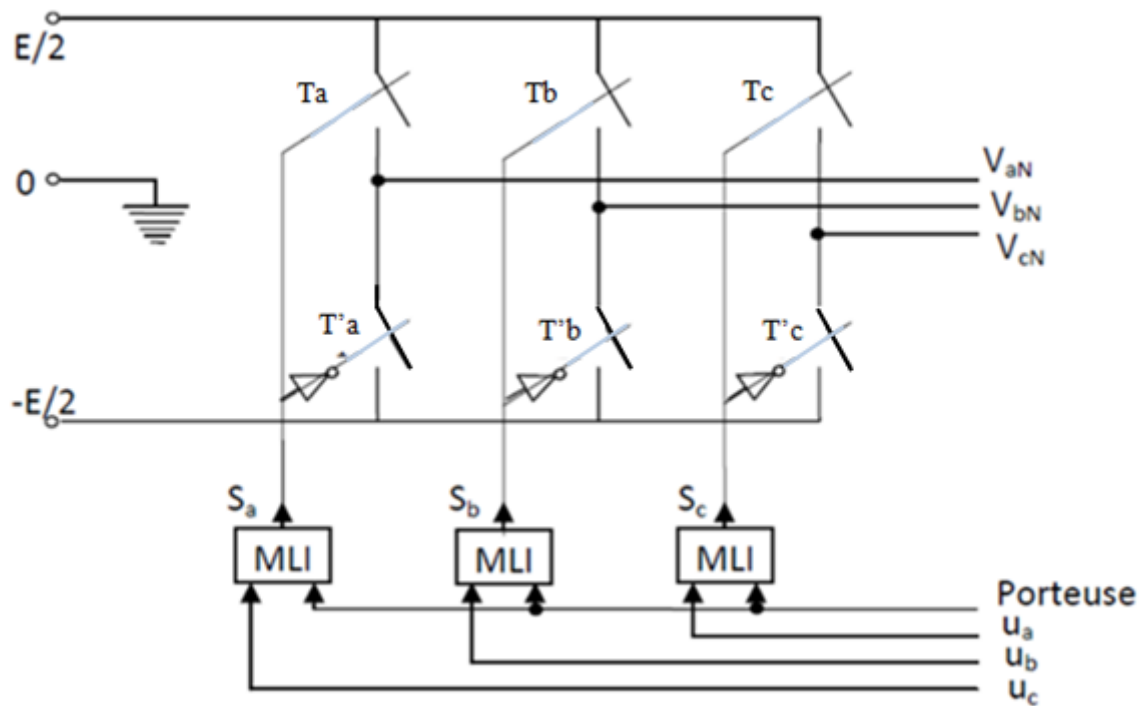 E/2
Ta
Tb
Tc
0
VaN
VbN
VcN
T'a
T'b
T'c
-E/2
Sa
Sb
Sc
MLI
MLI
MLI
Porteuse
ua
ub
uc